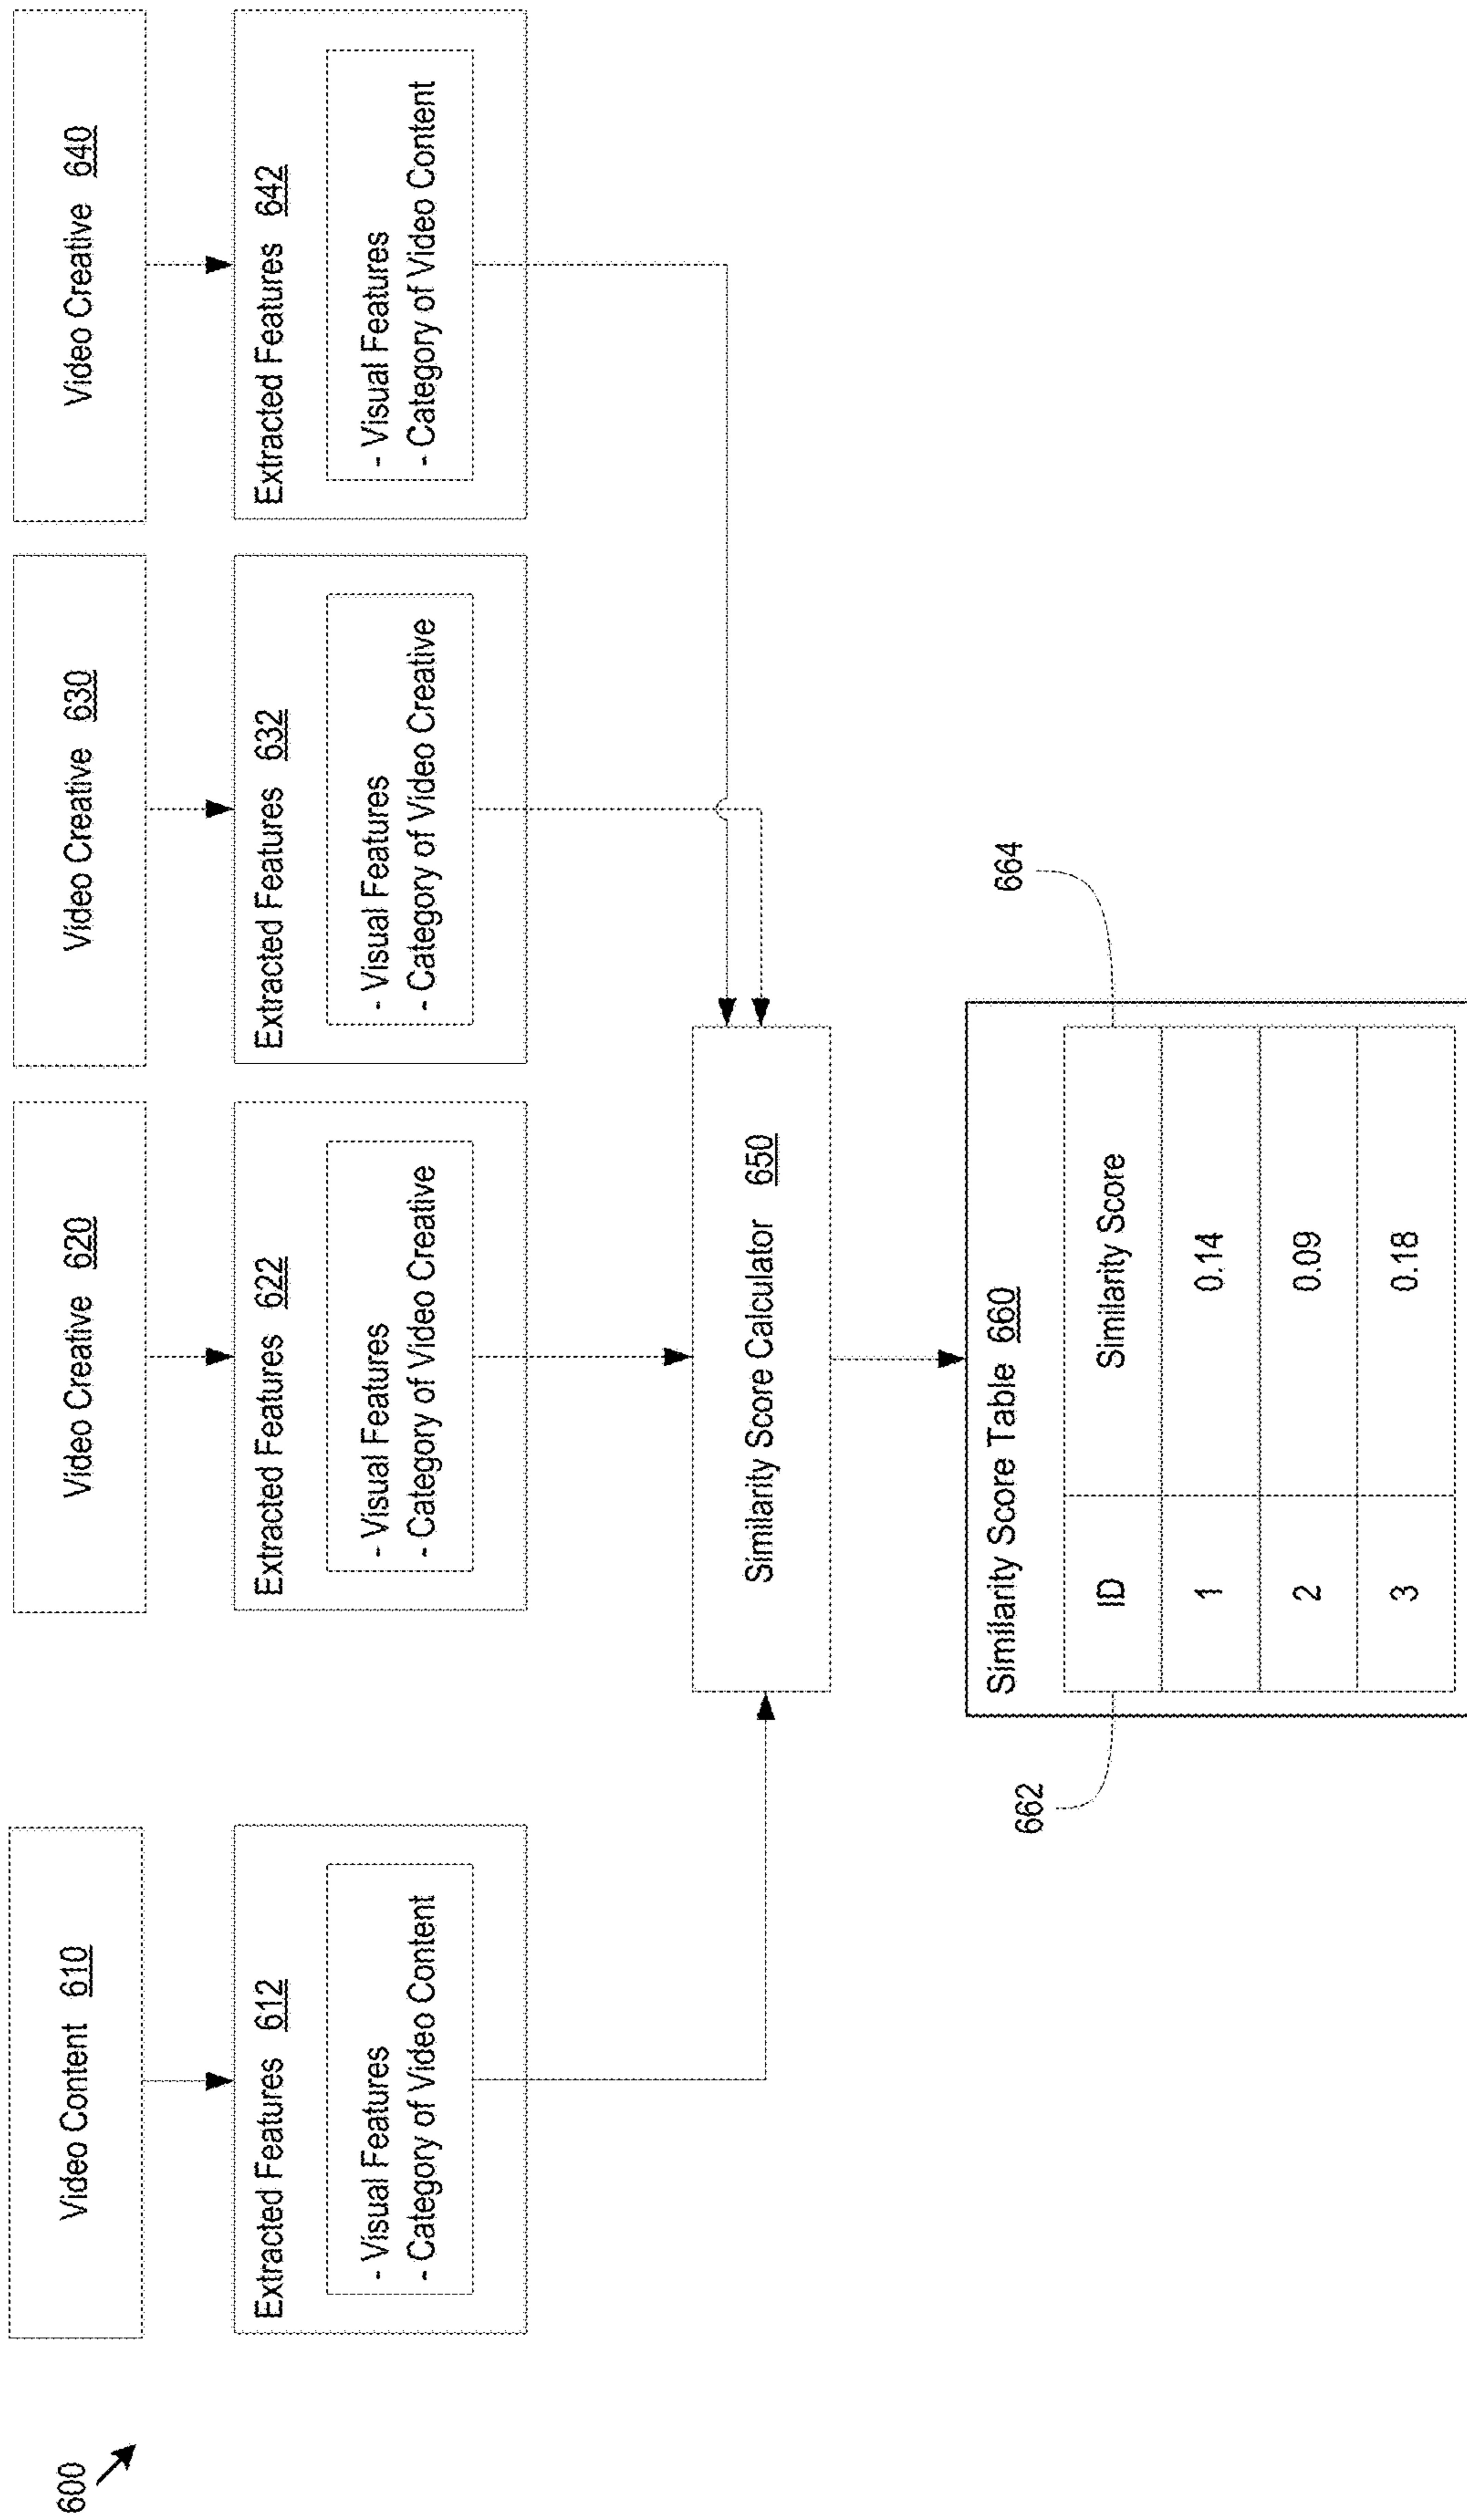 600
Video Content 610
Video Creative 620
Video Creative 630
Video Creative 640
Extracted Features 612
- Visual Features
- Category of Video Content
Extracted Features 622
- Visual Features
- Category of Video Creative
Extracted Features 632
- Visual Features
- Category of Video Creative
Extracted Features 642
- Visual Features
- Category of Video Content
Similarity Score Calculator 650
Similarity Score Table 660
662
664
ID Similarity Score
1 0.14
2 0.09
3 0.18